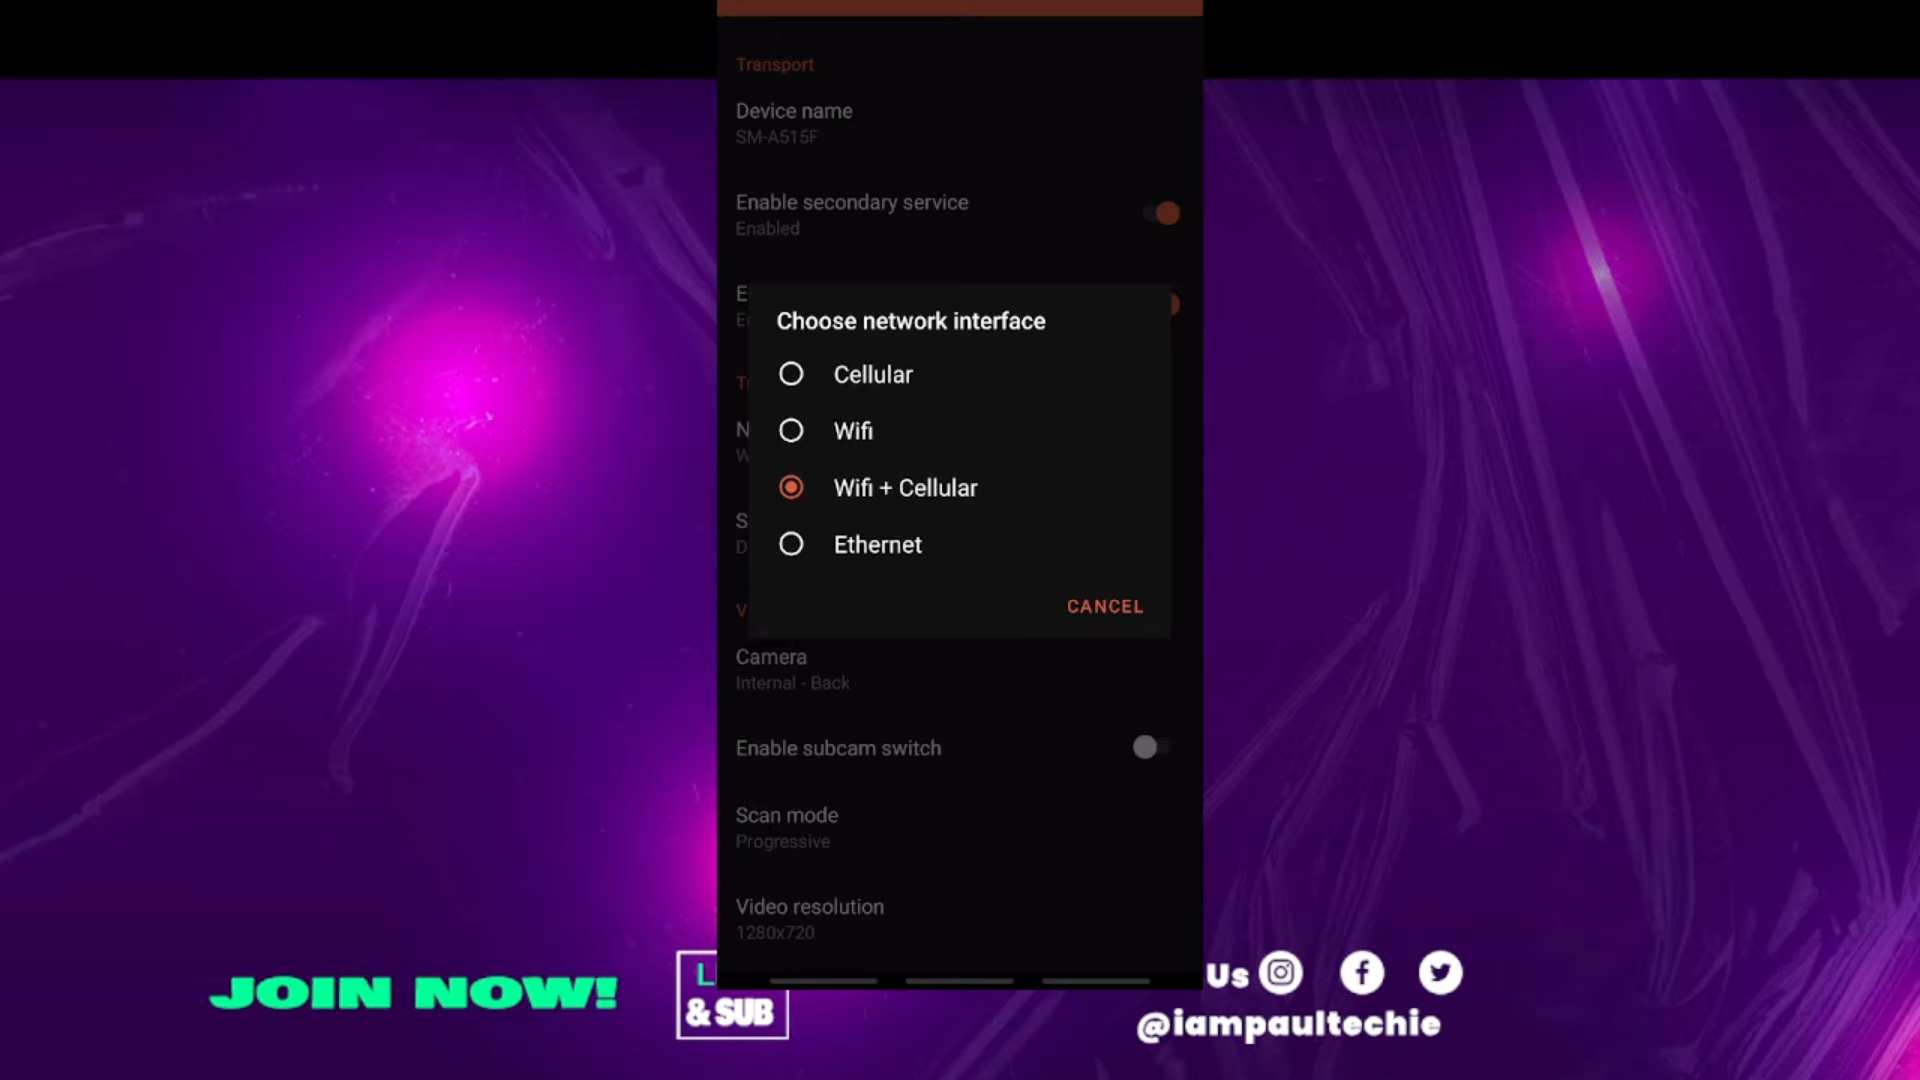 Transport
Device name
SM-A515F
Enable secondary service
Enabled
Choose network interface
Cellular
Wifi
Wifi + Cellular
Ethernet
CANCEL
Camera
Internal - Back
Enable subcam switch
Scan mode
Progressive
Video resolution
1280x720
JOIN NOW!
& SUB
Us
@iampaultechie